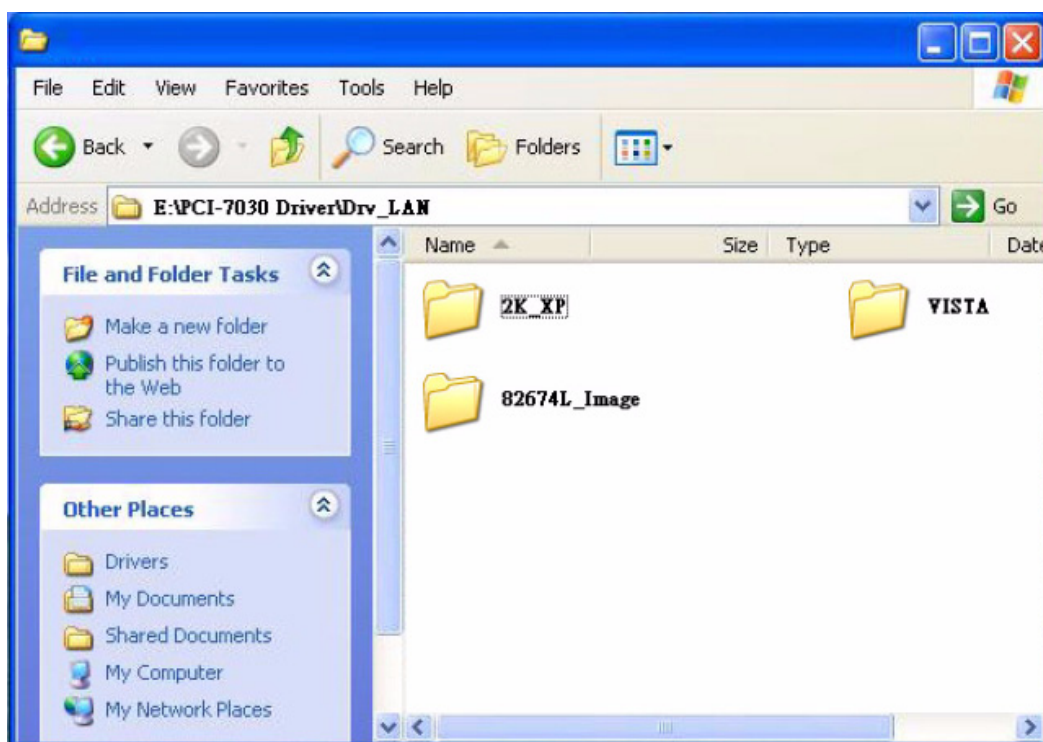 File Edit View Favorites Tools Help
Back Search Folders
Address E:\PCI-7030 Driver\Drv_LAN Go
Name Size Type Date
File and Folder Tasks
Make a new folder
Publish this folder to
the Web
Share this folder
Other Places
Drivers
My Documents
Shared Documents
My Computer
My Network Places
2K_XP VISTA
82674L_Image